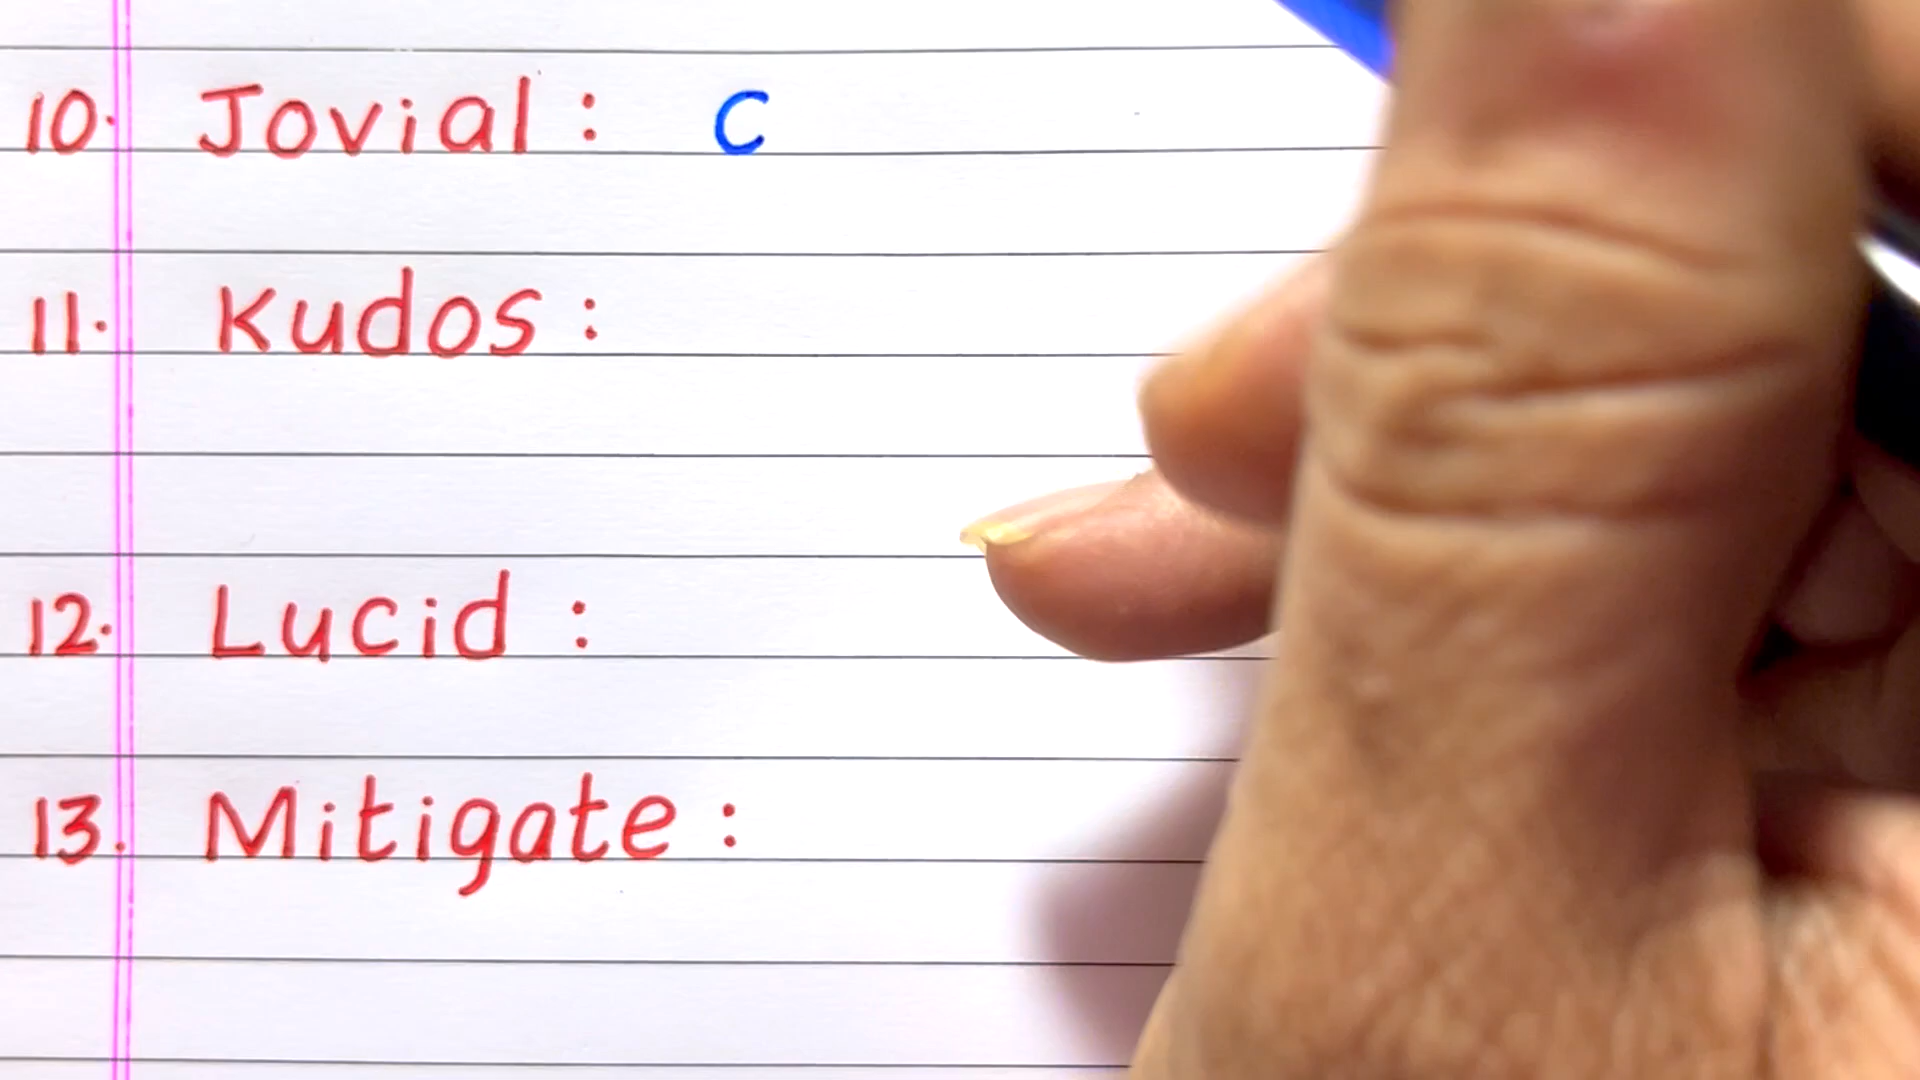 10. Jovial : C
11. Kudos :
12. Lucid :
13. Mitigate :